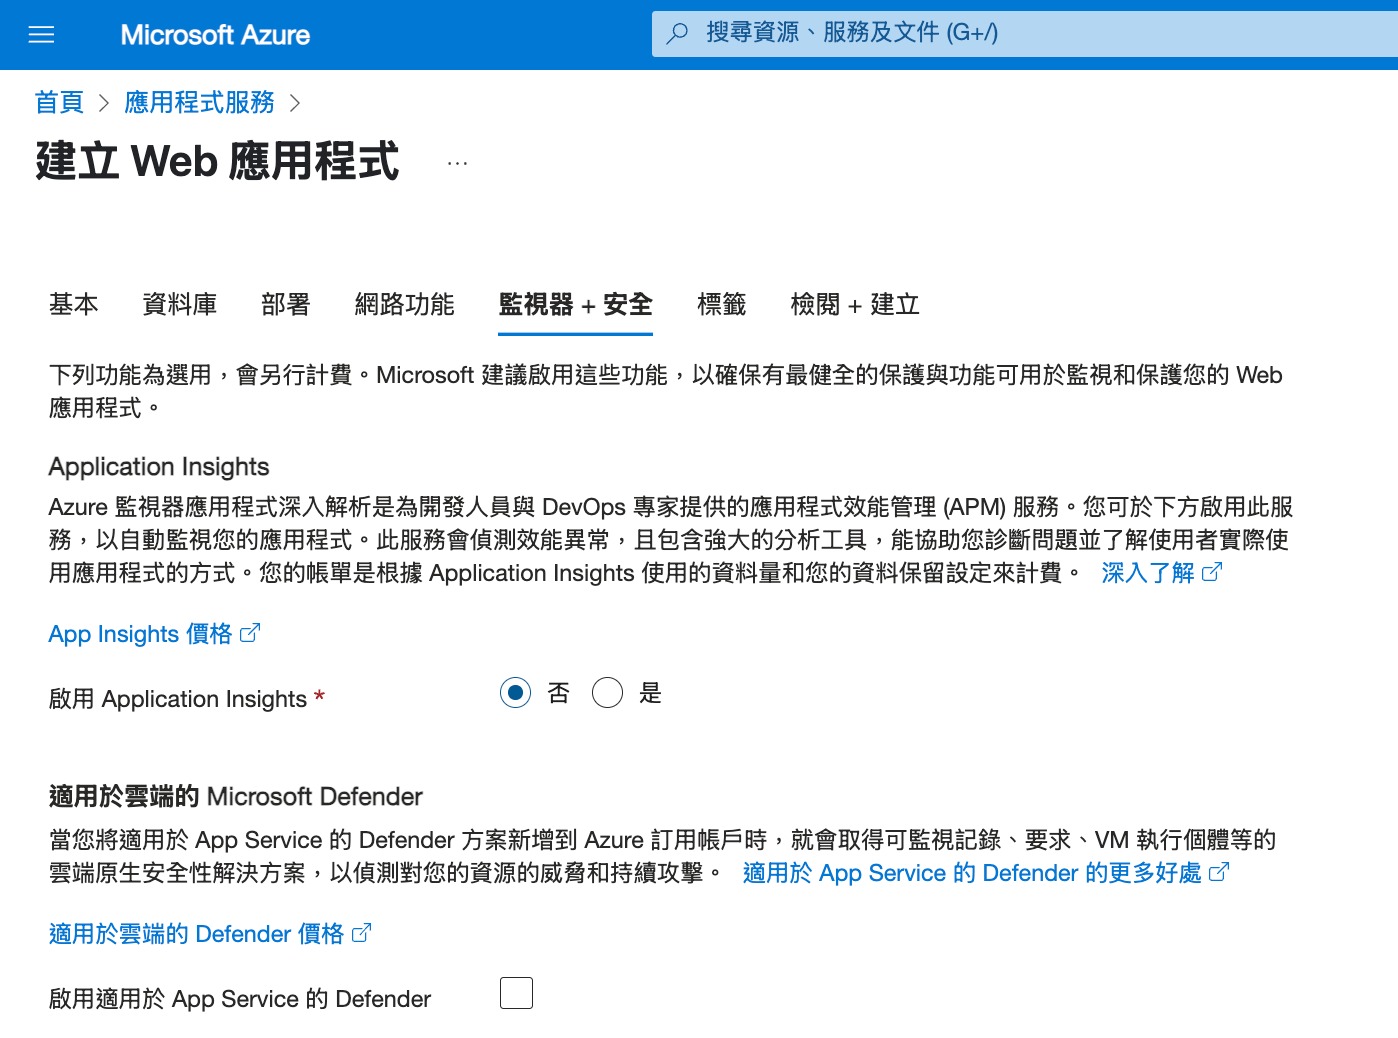 Microsoft Azure
搜尋資源、服務及文件 (G+/)
首頁 > 應用程式服務 >
建立 Web 應用程式 ...
基本 資料庫 部署 網路功能 監視器 + 安全 標籤 檢閱 + 建立
下列功能為選用，會另行計費。Microsoft 建議啟用這些功能，以確保有最健全的保護與功能可用於監視和保護您的 Web
應用程式。
Application Insights
Azure 監視器應用程式深入解析是為開發人員與 DevOps 專家提供的應用程式效能管理 (APM) 服務。您可於下方啟用此服
務，以自動監視您的應用程式。此服務會偵測效能異常，且包含強大的分析工具，能協助您診斷問題並了解使用者實際使
用應用程式的方式。您的帳單是根據 Application Insights 使用的資料量和您的資料保留設定來計費。 深入了解
App Insights 價格
啟用 Application Insights * 否 是
適用於雲端的 Microsoft Defender
當您將適用於 App Service 的 Defender 方案新增到 Azure 訂用帳戶時，就會取得可監視記錄、要求、VM 執行個體等的
雲端原生安全性解決方案，以偵測對您的資源的威脅和持續攻擊。 適用於 App Service 的 Defender 的更多好處
適用於雲端的 Defender 價格
啟用適用於 App Service 的 Defender